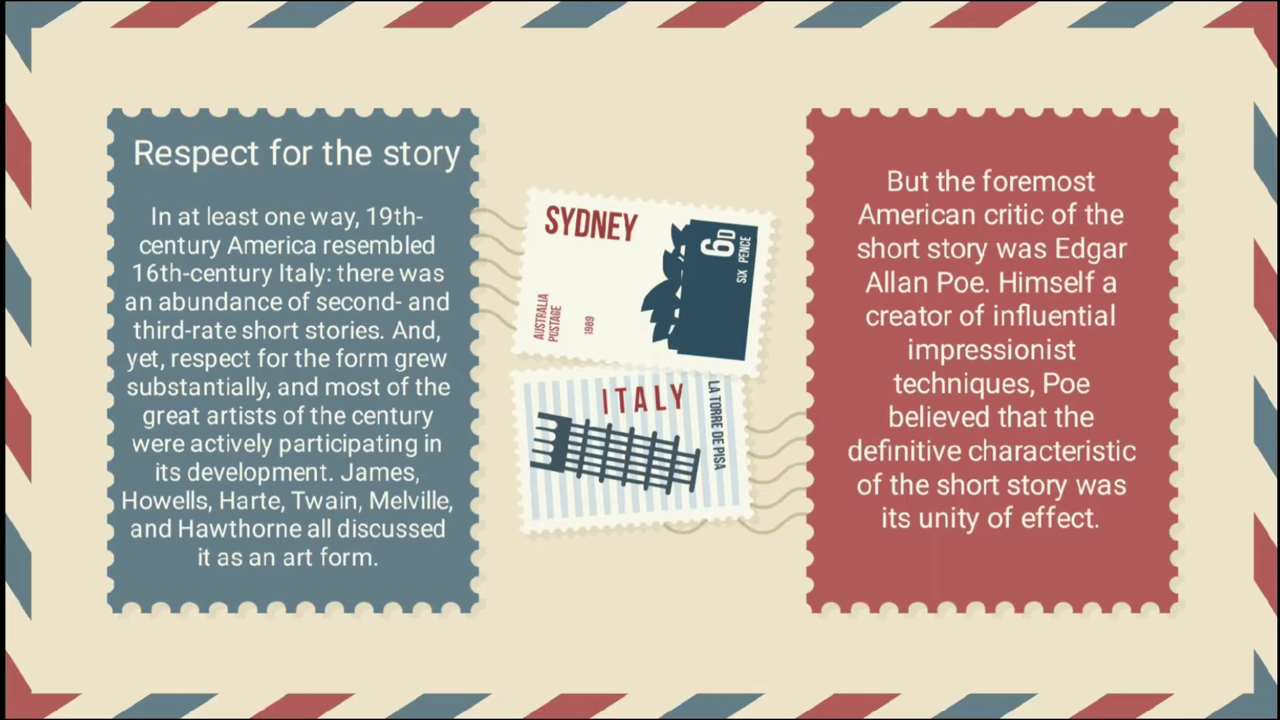 Respect for the story
In at least one way, 19th-
century America resembled
16th-century Italy: there was
an abundance of second- and
third-rate short stories. And,
yet, respect for the form grew
substantially, and most of the
great artists of the century
were actively participating in
its development. James,
Howells, Harte, Twain, Melville,
and Hawthorne all discussed
it as an art form.
SYDNEY
6D
SIX PENCE
AUSTRALIA
POSTAGE
1989
ITALY
LA TORRE DE PISA
But the foremost
American critic of the
short story was Edgar
Allan Poe. Himself a
creator of influential
impressionist
techniques, Poe
believed that the
definitive characteristic
of the short story was
its unity of effect.